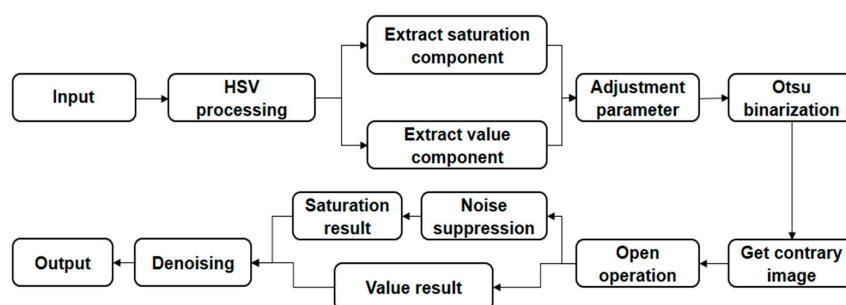 Input
HSV
processing
Extract saturation
component
Extract value
component
Adjustment
parameter
Otsu
binarization
Get contrary
image
Open
operation
Noise
suppression
Saturation
result
Value result
Denoising
Output